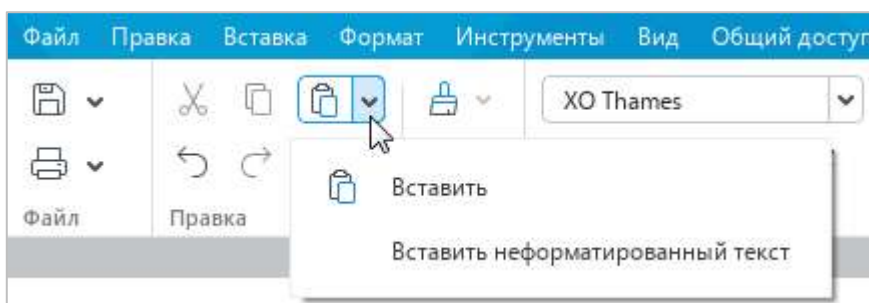 Файл Правка Вставка Формат Инструменты Вид Общий доступ
XO Thames
Вставить
Файл Правка
Вставить неформатированный текст